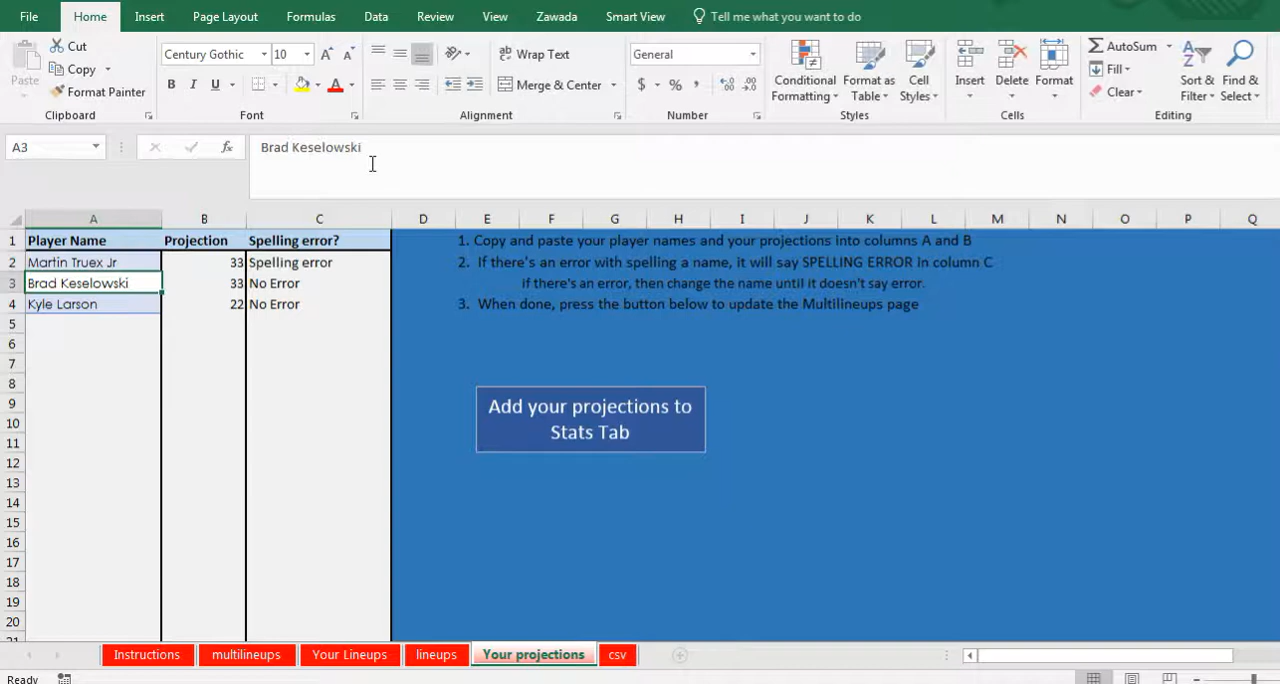 File Home Insert Page Layout Formulas Data Review View Zawada Smart View Tell me what you want to do
Paste Cut Copy Format Painter
Clipboard
Century Gothic 10 A A
B I U A
Font
Wrap Text
Merge & Center
Alignment
General
$ % ,
Number
Conditional Formatting
Format as Table
Cell Styles
Styles
Insert Delete Format
Cells
AutoSum
Fill
Clear
Sort & Filter
Find & Select
Editing
A3 fx Brad Keselowski
A B C D E F G H I J K L M N O P Q
1 Player Name Projection Spelling error? 1. Copy and paste your player names and your projections into columns A and B
2 Martin Truex Jr 33 Spelling error 2. If there's an error with spelling a name, it will say SPELLING ERROR in column C
3 Brad Keselowski 33 No Error if there's an error, then change the name until it doesn't say error.
4 Kyle Larson 22 No Error 3. When done, press the button below to update the Multilineups page
5
6
7
8
9
10
11
12
13
14
15
16
17
18
19
20
21
Add your projections to
Stats Tab
Instructions multilineups Your Lineups lineups Your projections csv
Ready